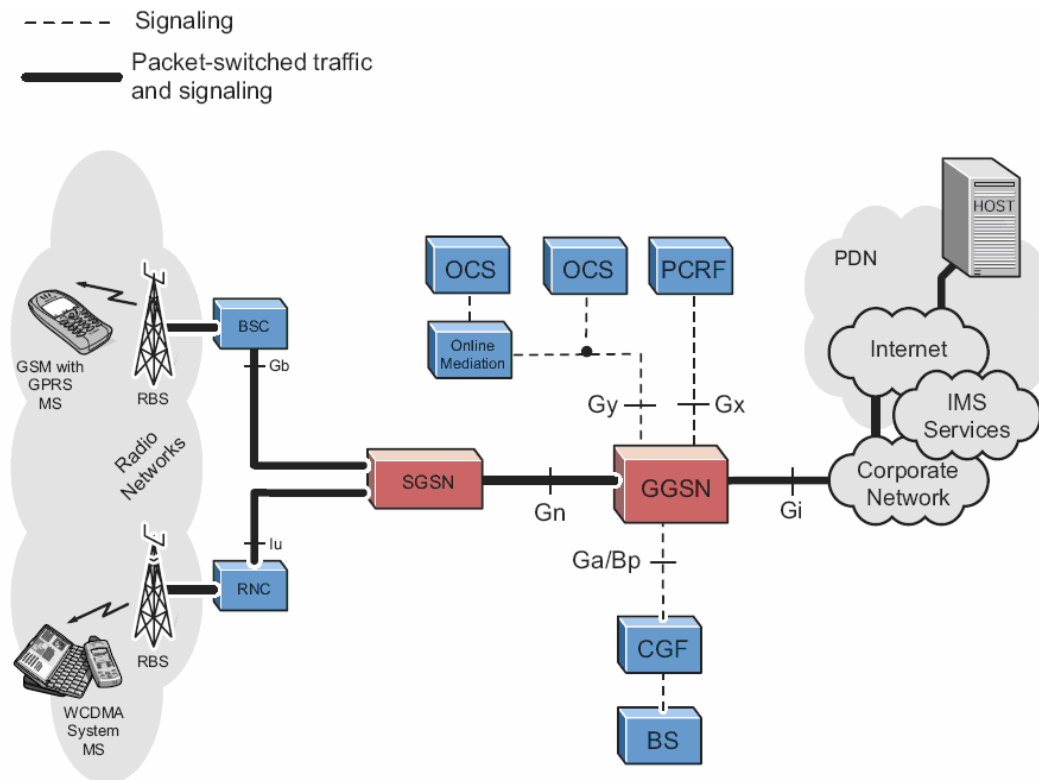 Signaling
Packet-switched traffic
and signaling
HOST
PDN
OCS
OCS
PCRF
BSC
Online
Mediation
Internet
GSM with
GPRS
MS
RBS
Gb
Gy
Gx
IMS
Services
Radio
Networks
SGSN
GGSN
Corporate
Network
Gn
Gi
Iu
Ga/Bp
RNC
RBS
CGF
WCDMA
System
MS
BS